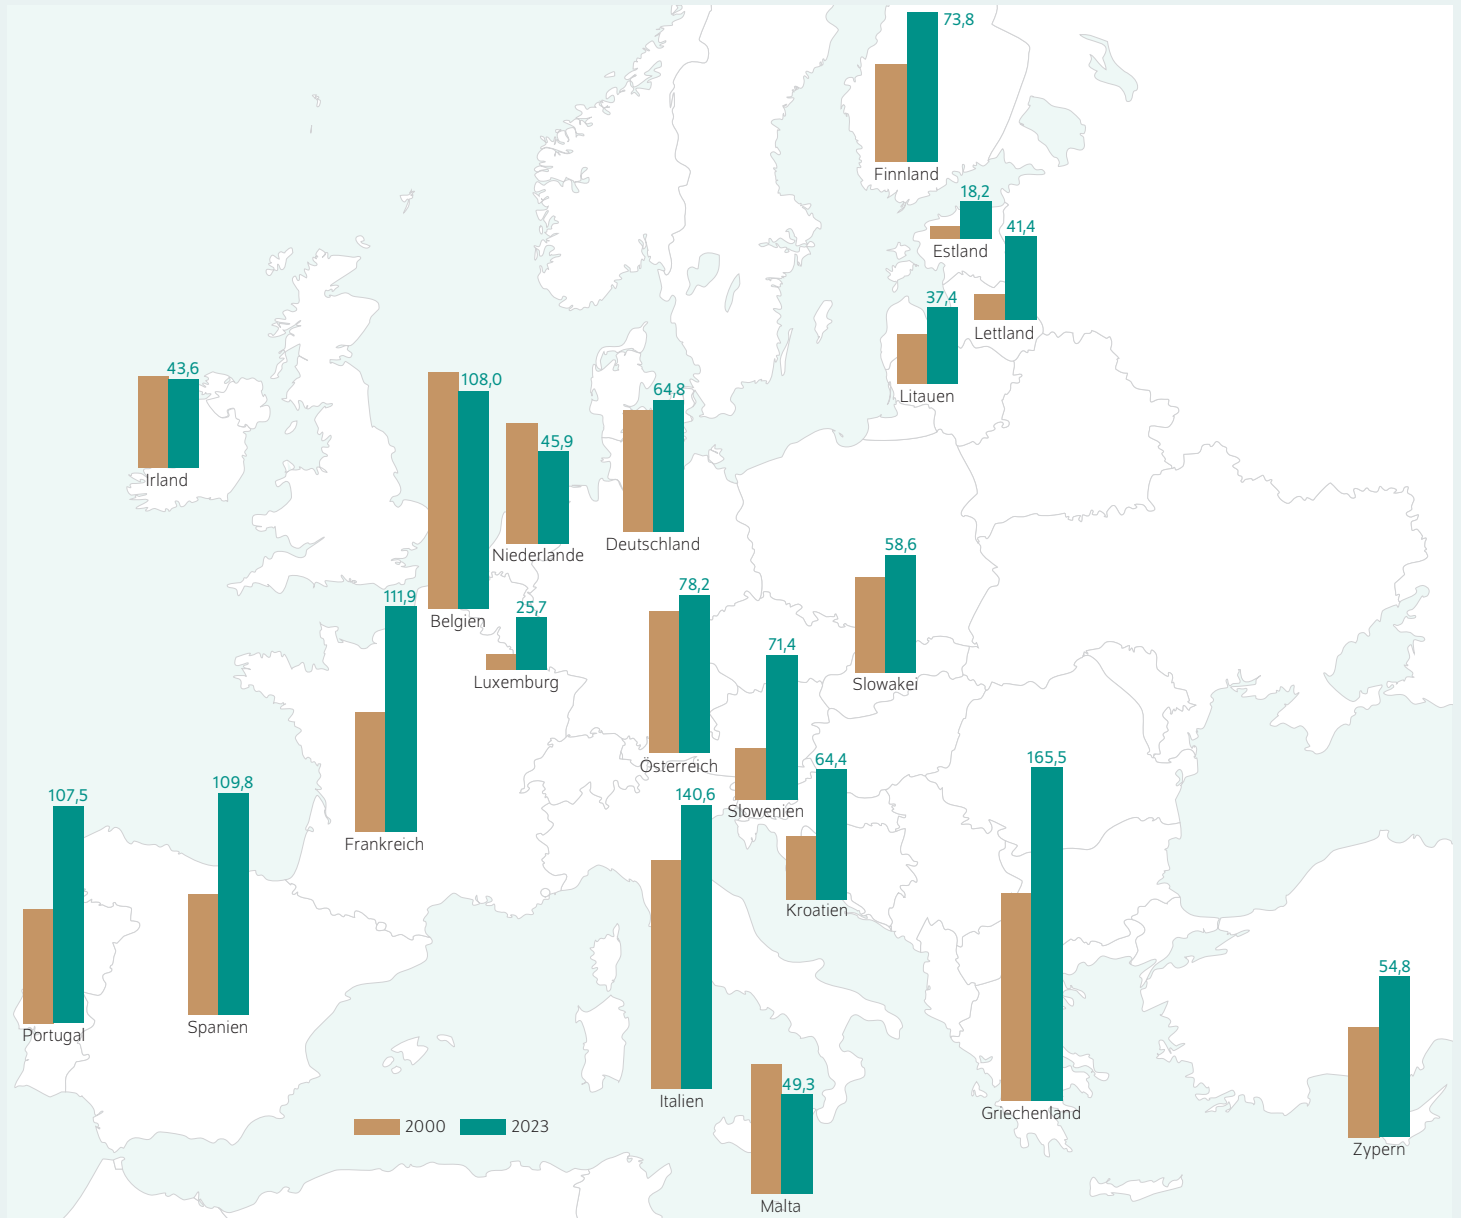 73,8
Finnland
18,2
Estland
41,4
Lettland
37,4
Litauen
43,6
Irland
108,0
Belgien
45,9
Niederlande
64,8
Deutschland
58,6
Slowakei
111,9
Frankreich
25,7
Luxemburg
78,2
Österreich
71,4
Slowenien
64,4
Kroatien
165,5
Griechenland
107,5
Portugal
109,8
Spanien
140,6
Italien
49,3
Malta
54,8
Zypern
2000 2023